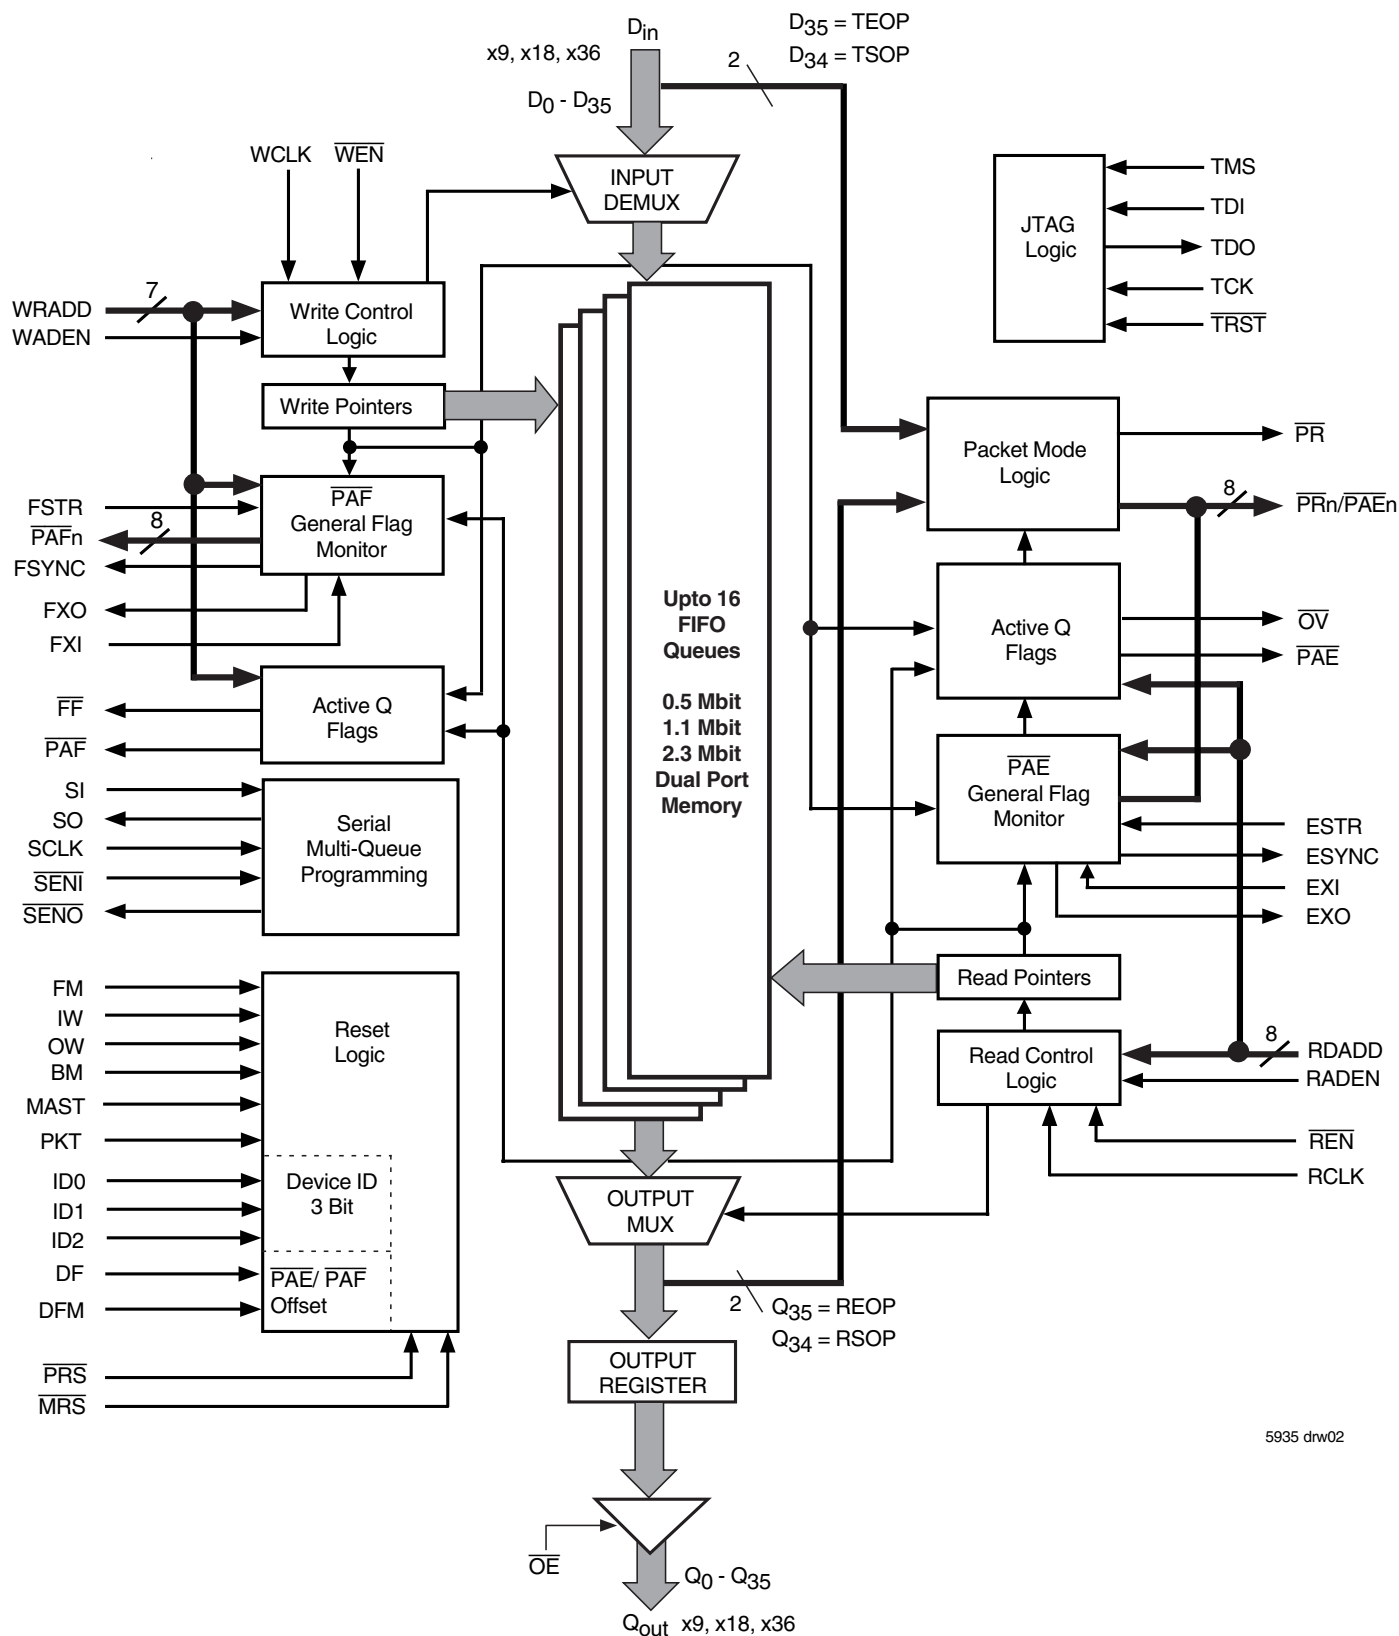 Din
x9, x18, x36
D0 - D35
2
D35 = TEOP
D34 = TSOP
WCLK
WEN
INPUT
DEMUX
JTAG
Logic
TMS
TDI
TDO
TCK
TRST
WRADD
7
WADEN
Write Control
Logic
Write Pointers
FSTR
PAFn
8
FSYNC
FXO
FXI
PAF
General Flag
Monitor
FF
PAF
Active Q
Flags
SI
SO
SCLK
SENI
SENO
Serial
Multi-Queue
Programming
Upto 16
FIFO
Queues
0.5 Mbit
1.1 Mbit
2.3 Mbit
Dual Port
Memory
Packet Mode
Logic
PR
8
PRn/PAEn
Active Q
Flags
OV
PAE
PAE
General Flag
Monitor
ESTR
ESYNC
EXI
EXO
Read Pointers
Read Control
Logic
8
RDADD
RADEN
REN
RCLK
FM
IW
OW
BM
MAST
PKT
ID0
ID1
ID2
DF
DFM
PRS
MRS
Reset
Logic
Device ID
3 Bit
PAE/ PAF
Offset
OUTPUT
MUX
2
Q35 = REOP
Q34 = RSOP
OUTPUT
REGISTER
OE
Q0 - Q35
Qout x9, x18, x36
5935 drw02